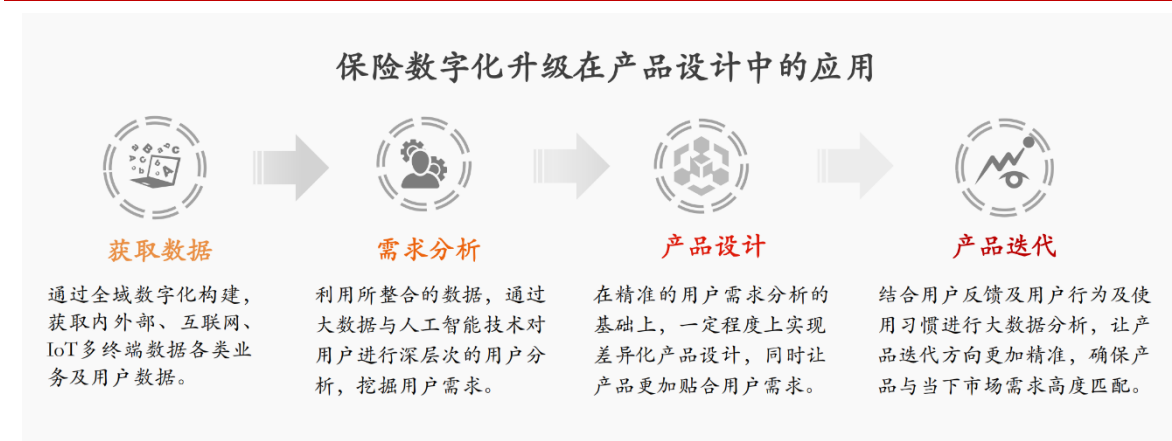 保险数字化升级在产品设计中的应用
获取数据
通过全域数字化构建，
获取内外部、互联网、
IoT多终端数据各类业
务及用户数据。
需求分析
利用所整合的数据，通过
大数据与人工智能技术对
用户进行深层次的用户分
析，挖掘用户需求。
产品设计
在精准的用户需求分析的
基础上，一定程度上实现
差异化产品设计，同时让
产品更加贴合用户需求。
产品迭代
结合用户反馈及用户行为及使
用习惯进行大数据分析，让产
品迭代方向更加精准，确保产
品与当下市场需求高度匹配。